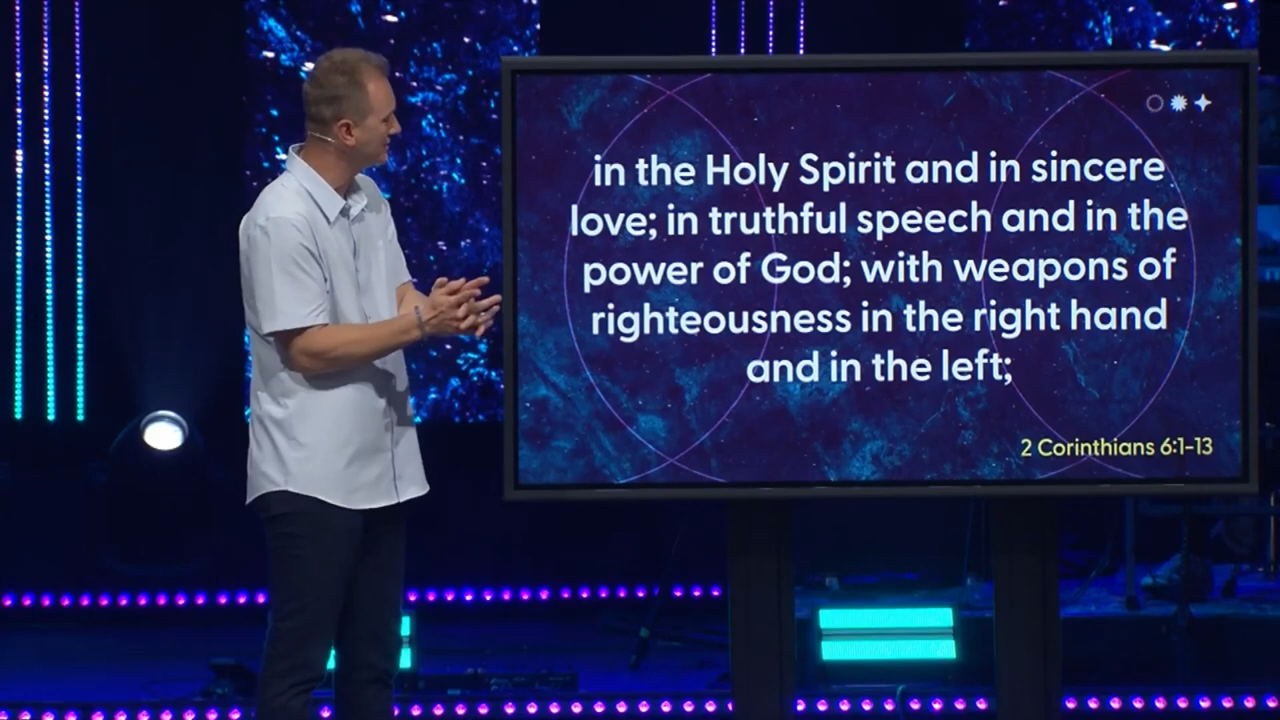 in the Holy Spirit and in sincere
love; in truthful speech and in the
power of God; with weapons of
righteousness in the right hand
and in the left;
2 Corinthians 6:1-13